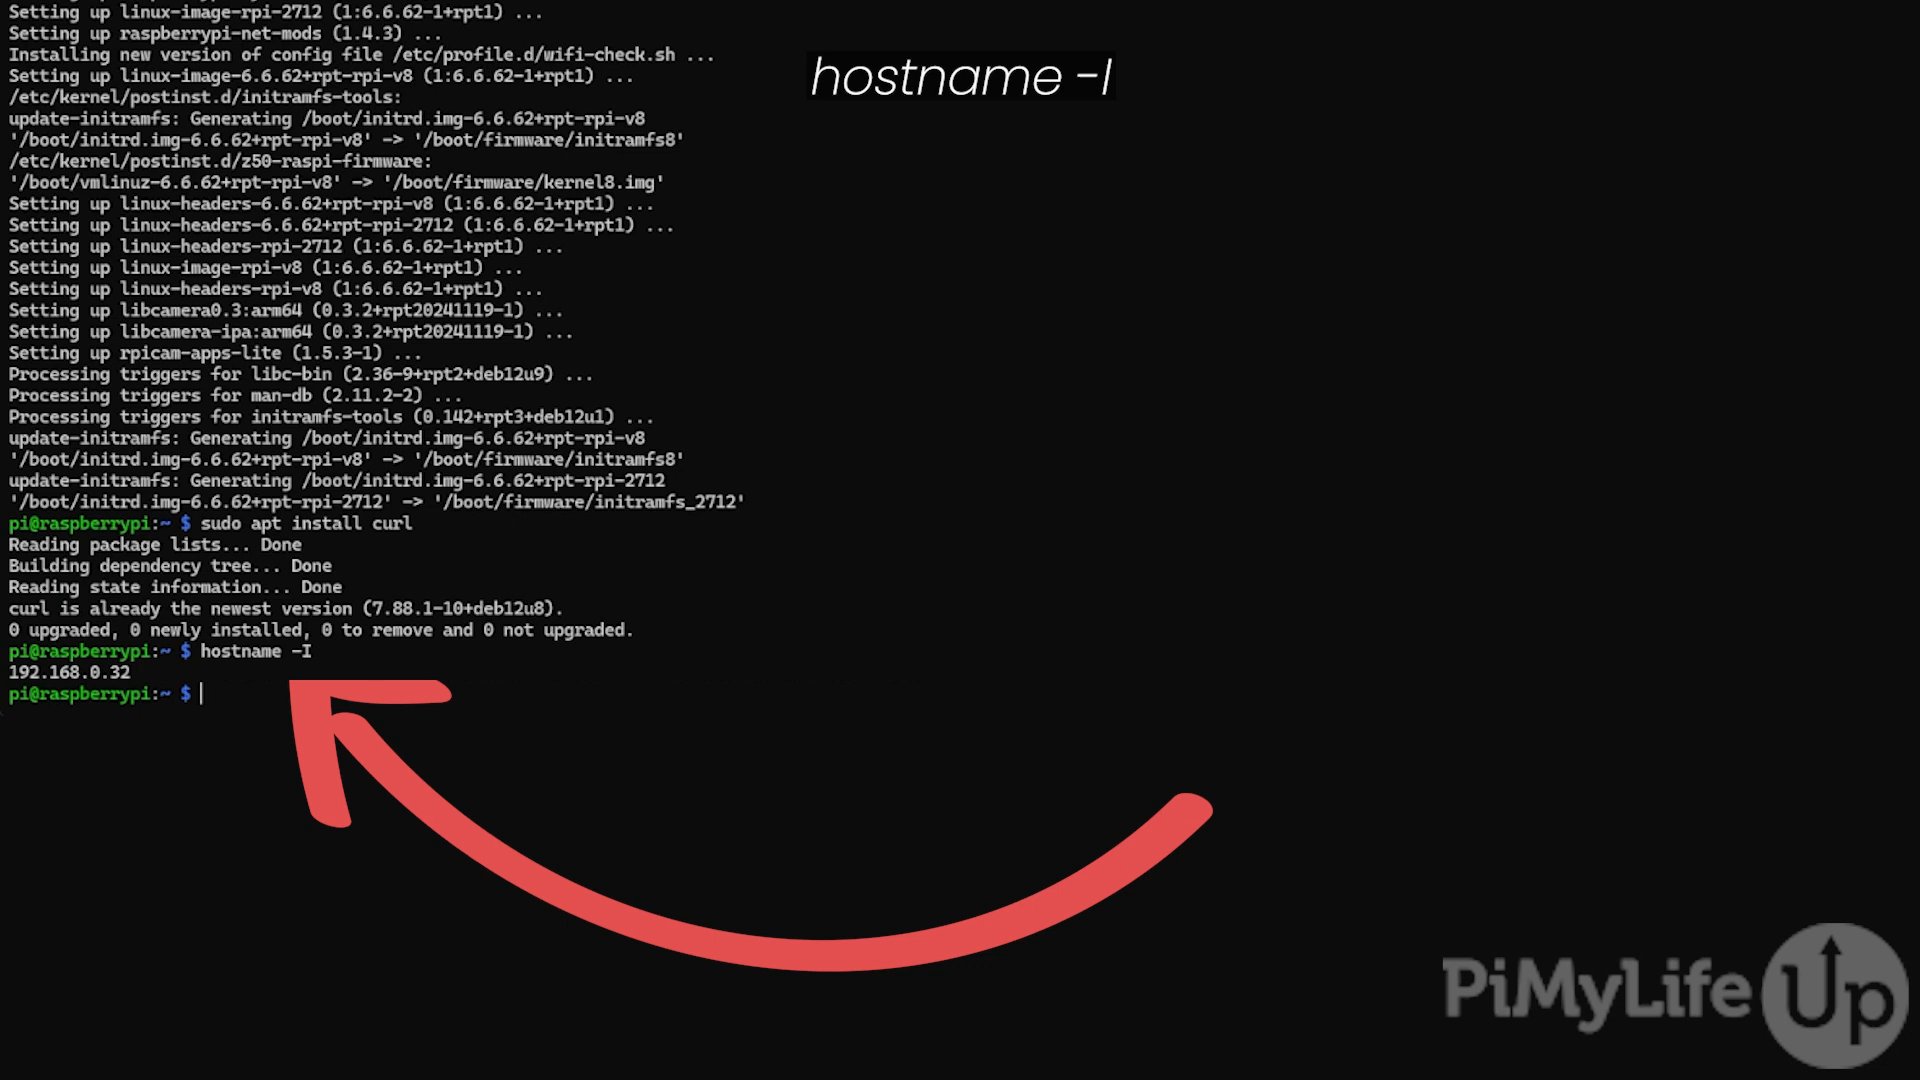 Setting up linux-image-rpi-2712 (1:6.6.62-1+rpt1) ...
Setting up raspberrypi-net-mods (1.4.3) ...
Installing new version of config file /etc/profile.d/wifi-check.sh ...
Setting up linux-image-6.6.62+rpt-rpi-v8 (1:6.6.62-1+rpt1) ...
/etc/kernel/postinst.d/initramfs-tools:
update-initramfs: Generating /boot/initrd.img-6.6.62+rpt-rpi-v8
'/boot/initrd.img-6.6.62+rpt-rpi-v8' -> '/boot/firmware/initramfs8'
/etc/kernel/postinst.d/z50-raspi-firmware:
'/boot/vmlinuz-6.6.62+rpt-rpi-v8' -> '/boot/firmware/kernel8.img'
Setting up linux-headers-6.6.62+rpt-rpi-v8 (1:6.6.62-1+rpt1) ...
Setting up linux-headers-6.6.62+rpt-rpi-2712 (1:6.6.62-1+rpt1) ...
Setting up linux-headers-rpi-2712 (1:6.6.62-1+rpt1) ...
Setting up linux-image-rpi-v8 (1:6.6.62-1+rpt1) ...
Setting up linux-headers-rpi-v8 (1:6.6.62-1+rpt1) ...
Setting up libcamera0.3:arm64 (0.3.2+rpt20241119-1) ...
Setting up libcamera-ipa:arm64 (0.3.2+rpt20241119-1) ...
Setting up rpicam-apps-lite (1.5.3-1) ...
Processing triggers for libc-bin (2.36-9+rpt2+deb12u9) ...
Processing triggers for man-db (2.11.2-2) ...
Processing triggers for initramfs-tools (0.142+rpt3+deb12u1) ...
update-initramfs: Generating /boot/initrd.img-6.6.62+rpt-rpi-v8
'/boot/initrd.img-6.6.62+rpt-rpi-v8' -> '/boot/firmware/initramfs8'
update-initramfs: Generating /boot/initrd.img-6.6.62+rpt-rpi-2712
'/boot/initrd.img-6.6.62+rpt-rpi-2712' -> '/boot/firmware/initramfs_2712'
pi@raspberrypi:~ $ sudo apt install curl
Reading package lists... Done
Building dependency tree... Done
Reading state information... Done
curl is already the newest version (7.88.1-10+deb12u8).
0 upgraded, 0 newly installed, 0 to remove and 0 not upgraded.
pi@raspberrypi:~ $ hostname -I
192.168.0.32
pi@raspberrypi:~ $
hostname -I
PiMyLifeUp